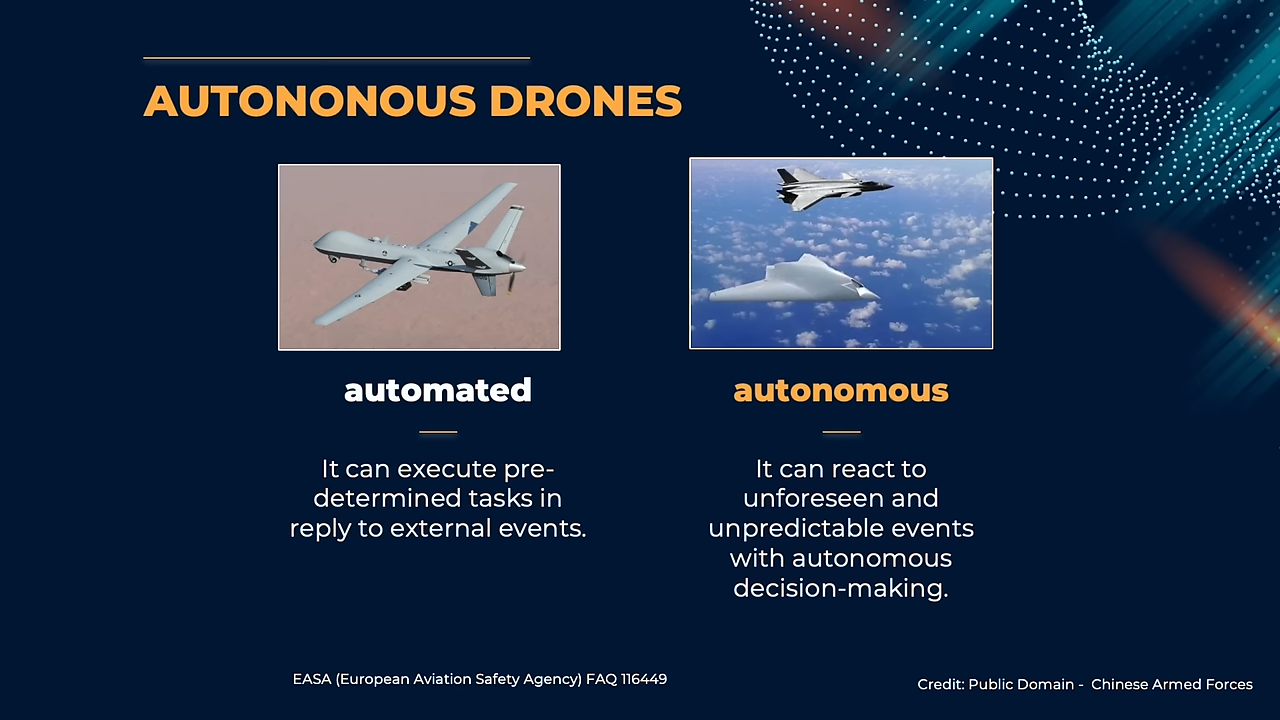 AUTONONOUS DRONES
automated
It can execute pre-
determined tasks in
reply to external events.
autonomous
It can react to
unforeseen and
unpredictable events
with autonomous
decision-making.
EASA (European Aviation Safety Agency) FAQ 116449
Credit: Public Domain - Chinese Armed Forces